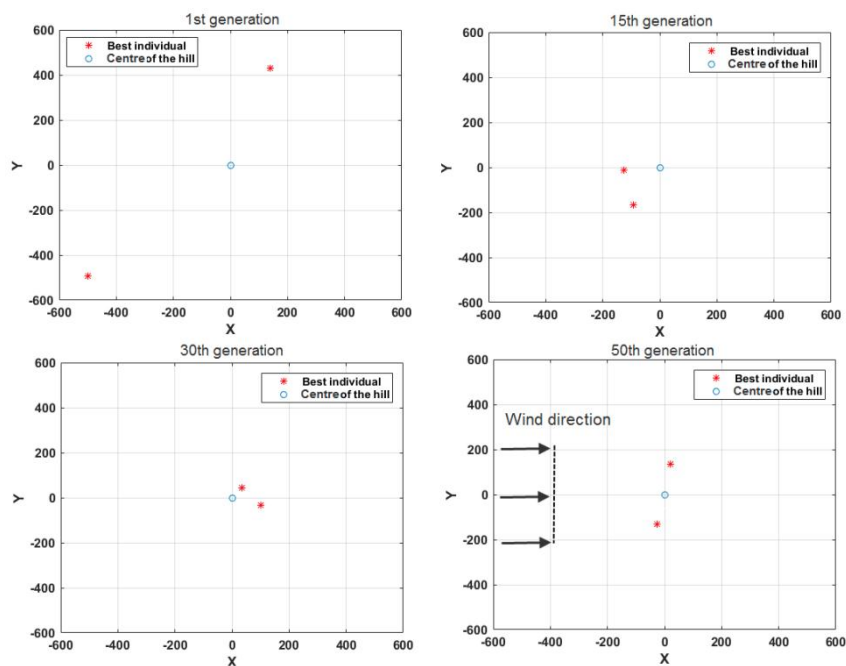 1st generation
600
400
200
0
-200
-400
-600
-600 -400 -200 0 200 400 600
X
Y
Best individual
Centre of the hill
15th generation
600
400
200
0
-200
-400
-600
-600 -400 -200 0 200 400 600
X
Y
Best individual
Centre of the hill
30th generation
600
400
200
0
-200
-400
-600
-600 -400 -200 0 200 400 600
X
Y
Best individual
Centre of the hill
50th generation
600
400
200
0
-200
-400
-600
-600 -400 -200 0 200 400 600
X
Y
Best individual
Centre of the hill
Wind direction